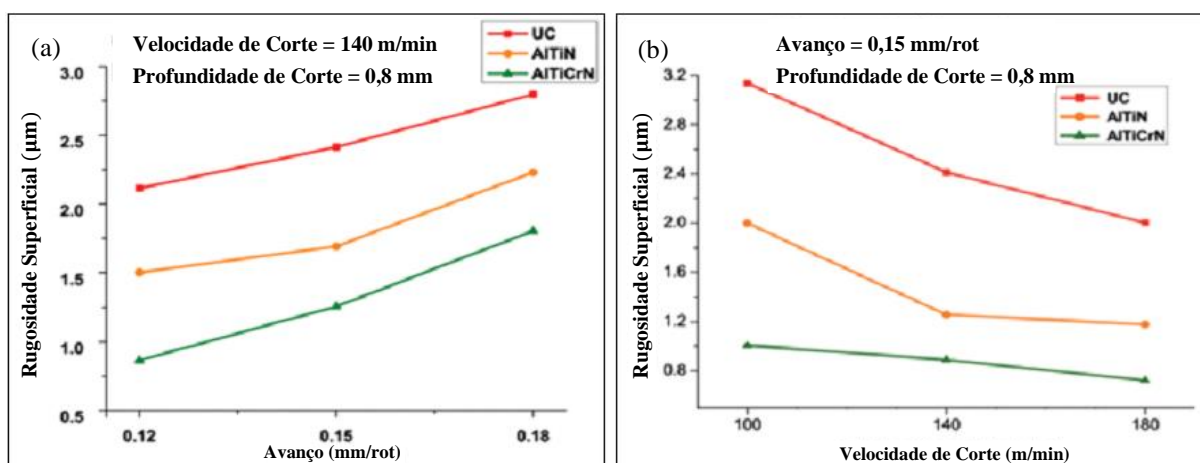 (a)
Velocidade de Corte = 140 m/min
Profundidade de Corte = 0,8 mm
UC
AlTiN
AlTiCrN
Rugosidade Superficial (μm)
3.0
2.5
2.0
1.5
1.0
0.5
0.12
0.15
0.18
Avanço (mm/rot)
(b)
Avanço = 0,15 mm/rot
Profundidade de Corte = 0,8 mm
UC
AlTiN
AlTiCrN
Rugosidade Superficial (μm)
3.2
2.8
2.4
2.0
1.6
1.2
0.8
100
140
180
Velocidade de Corte (m/min)